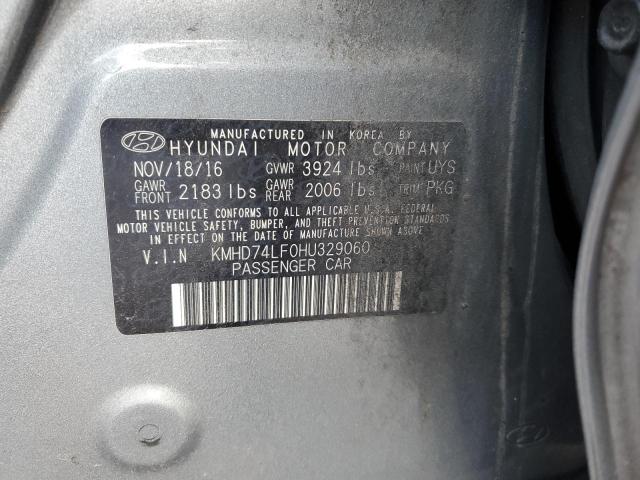 MANUFACTURED IN KOREA BY
HYUNDAI MOTOR COMPANY
NOV/18/16 GVWR 3924 lbs PAINT UYS
GAWR FRONT 2183 lbs GAWR REAR 2006 lbs TRIM PKG
THIS VEHICLE CONFORMS TO ALL APPLICABLE U.S.A. FEDERAL
MOTOR VEHICLE SAFETY, BUMPER, AND THEFT PREVENTION STANDARDS
IN EFFECT ON THE DATE OF MANUFACTURE SHOWN ABOVE
V.I.N KMHD74LF0HU329060
PASSENGER CAR